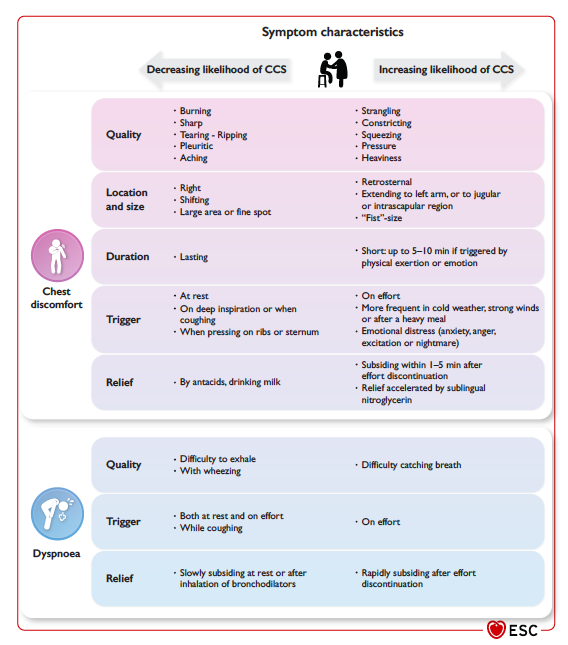 Symptom characteristics
Decreasing likelihood of CCS
Increasing likelihood of CCS
Chest
discomfort
Quality
· Burning
· Sharp
· Tearing - Ripping
· Pleuritic
· Aching
· Strangling
· Constricting
· Squeezing
· Pressure
· Heaviness
Location
and size
· Right
· Shifting
· Large area or fine spot
· Retrosternal
· Extending to left arm, or to jugular
or intrascapular region
· “Fist”-size
Duration
· Lasting
· Short: up to 5–10 min if triggered by
physical exertion or emotion
Trigger
· At rest
· On deep inspiration or when
coughing
· When pressing on ribs or sternum
· On effort
· More frequent in cold weather, strong winds
or after a heavy meal
· Emotional distress (anxiety, anger,
excitation or nightmare)
Relief
· By antacids, drinking milk
· Subsiding within 1–5 min after
effort discontinuation
· Relief accelerated by sublingual
nitroglycerin
Dyspnoea
Quality
· Difficulty to exhale
· With wheezing
· Difficulty catching breath
Trigger
· Both at rest and on effort
· While coughing
· On effort
Relief
· Slowly subsiding at rest or after
inhalation of bronchodilators
· Rapidly subsiding after effort
discontinuation
ESC